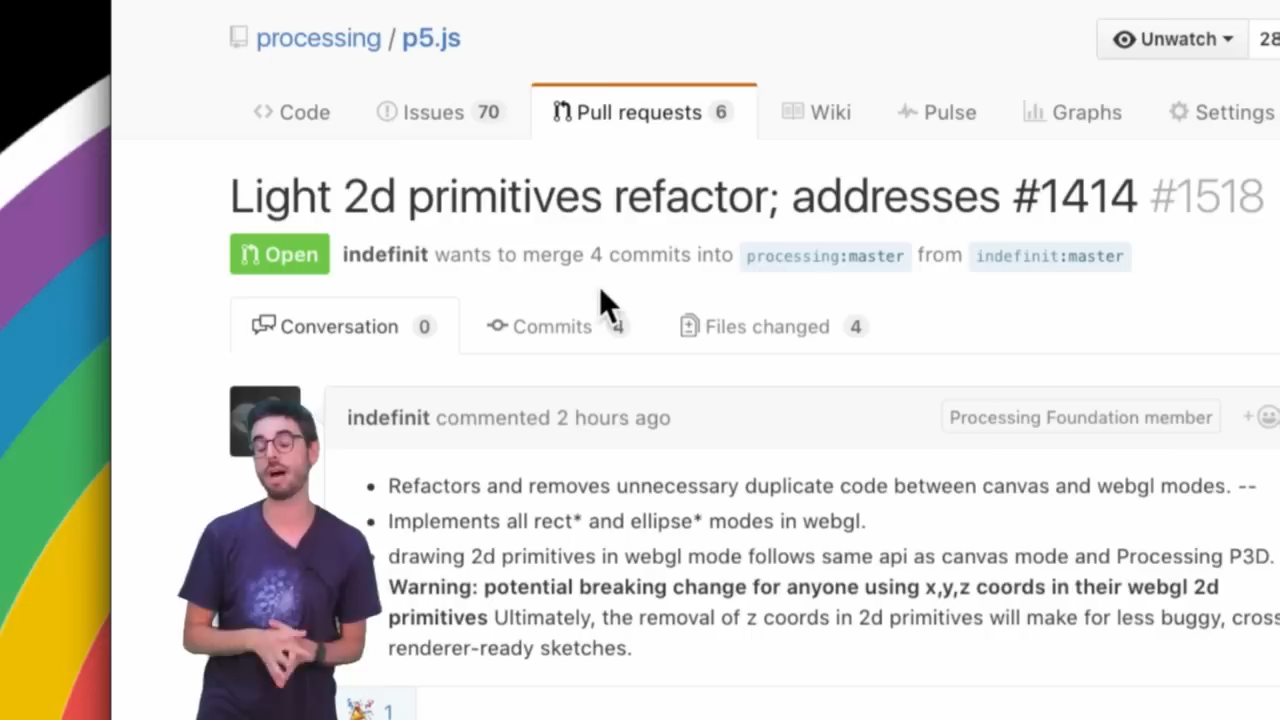 processing / p5.js
Unwatch
28
Code
Issues 70
Pull requests 6
Wiki
Pulse
Graphs
Settings
Light 2d primitives refactor; addresses #1414 #1518
Open
indefinit wants to merge 4 commits into processing:master from indefinit:master
Conversation 0
Commits 4
Files changed 4
indefinit commented 2 hours ago
Processing Foundation member
• Refactors and removes unnecessary duplicate code between canvas and webgl modes. --
• Implements all rect* and ellipse* modes in webgl.
drawing 2d primitives in webgl mode follows same api as canvas mode and Processing P3D.
Warning: potential breaking change for anyone using x,y,z coords in their webgl 2d
primitives Ultimately, the removal of z coords in 2d primitives will make for less buggy, cross
renderer-ready sketches.
1